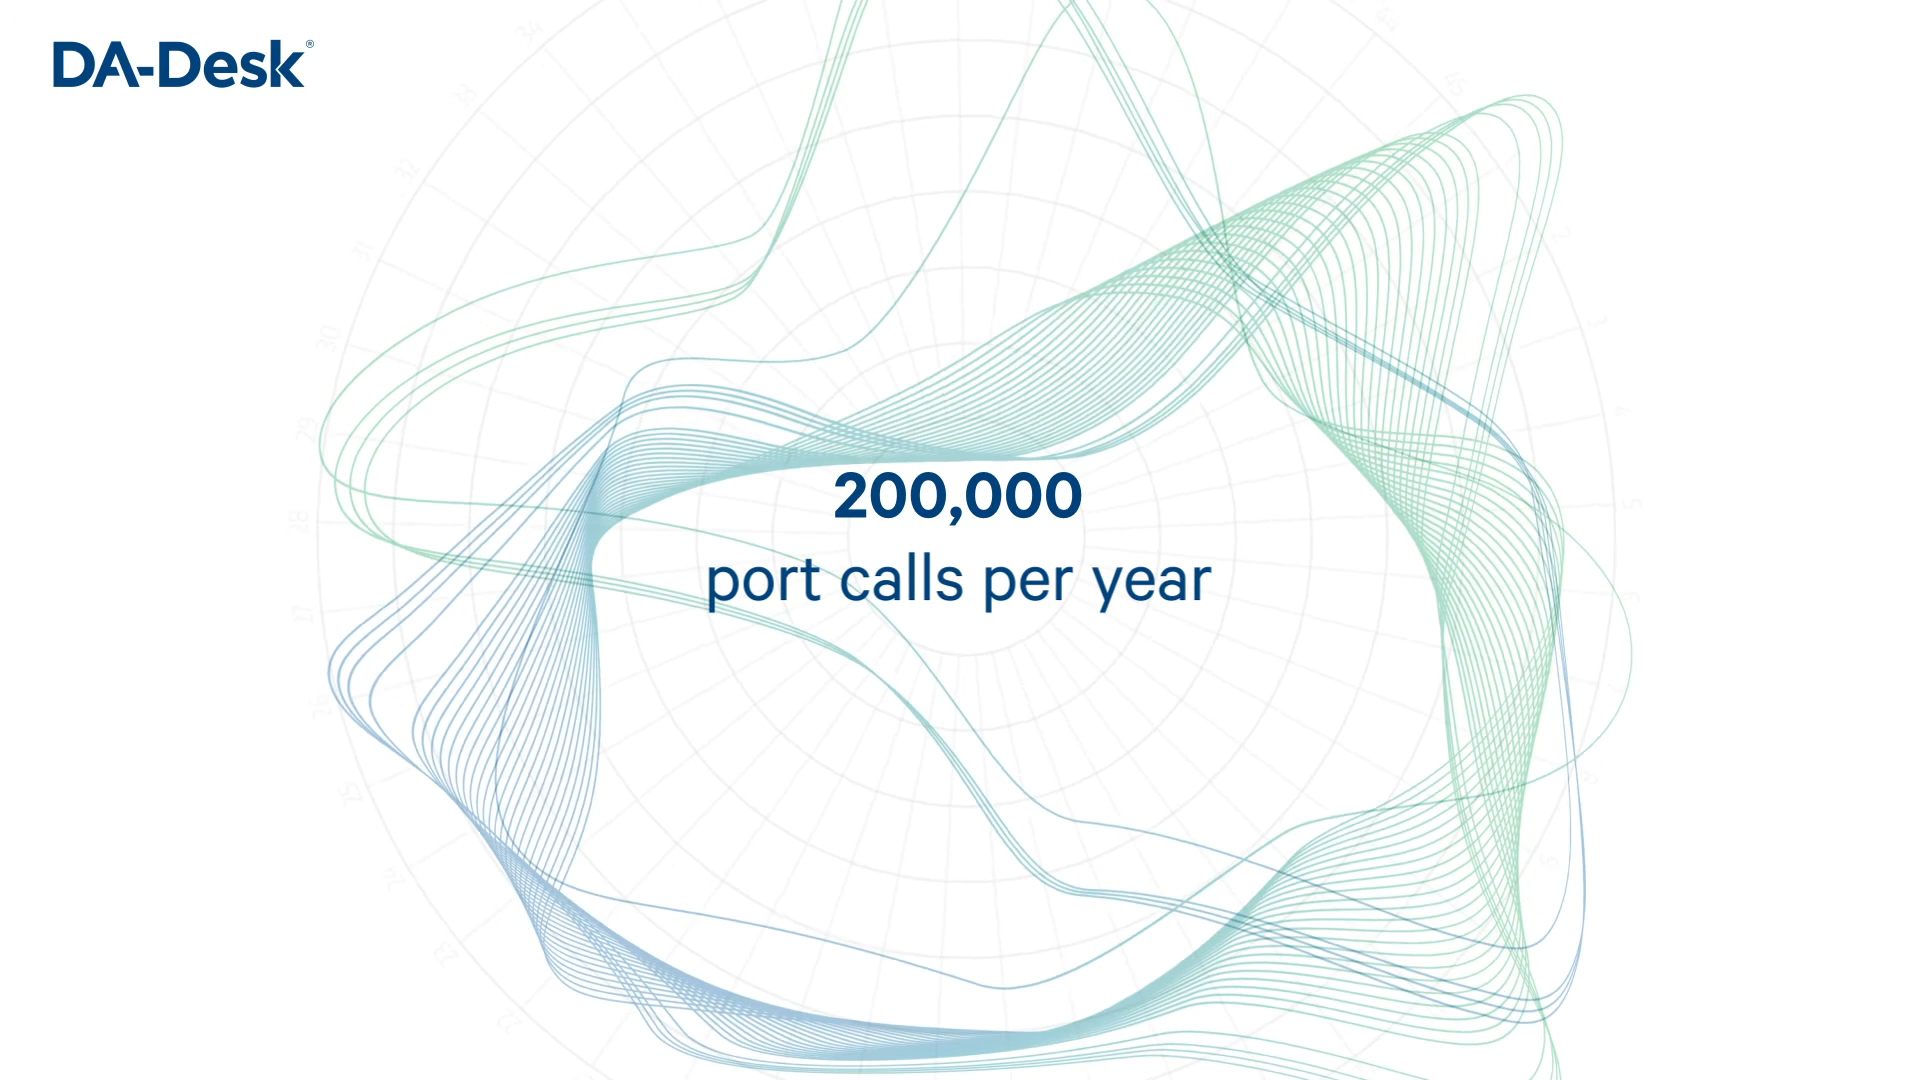 DA-Desk®
200,000
port calls per year